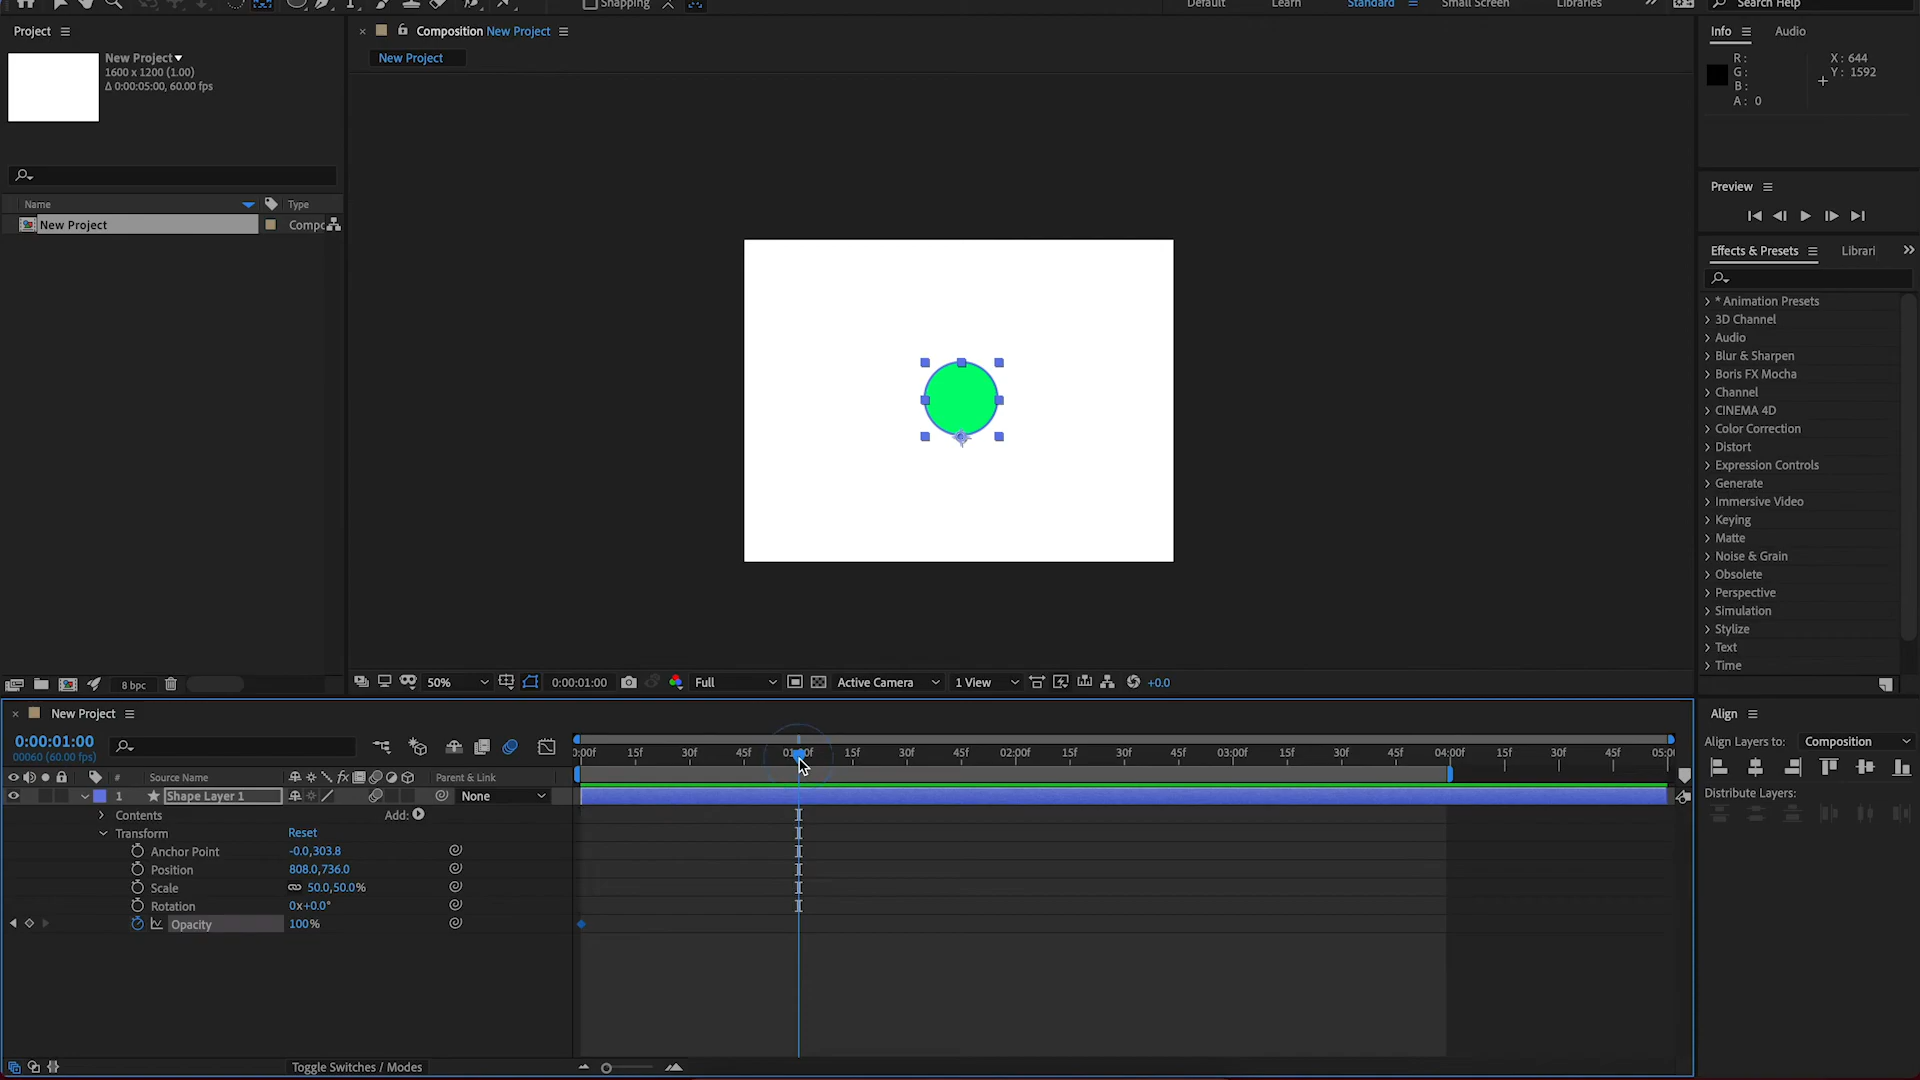 Snapping
Default
Learn
Standard
Small Screen
Libraries
Search Help
Project
New Project
1600 x 1200 (1.00)
Δ 0:00:05:00, 60.00 fps
Name
Type
New Project
Compo
8 bpc
Composition New Project
New Project
50%
0:00:01:00
Full
Active Camera
1 View
+0.0
Info
Audio
R:
G:
B:
A: 0
X: 644
Y: 1592
Preview
Effects & Presets
Librari
* Animation Presets
3D Channel
Audio
Blur & Sharpen
Boris FX Mocha
Channel
CINEMA 4D
Color Correction
Distort
Expression Controls
Generate
Immersive Video
Keying
Matte
Noise & Grain
Obsolete
Perspective
Simulation
Stylize
Text
Time
New Project
0:00:01:00
00060 (60.00 fps)
:00f 15f 30f 45f 01:00f 15f 30f 45f 02:00f 15f 30f 45f 03:00f 15f 30f 45f 04:00f 15f 30f 45f 05:0
# Source Name
fx
Parent & Link
1 Shape Layer 1
None
Contents
Add:
Transform
Reset
Anchor Point
-0.0,303.8
Position
808.0,736.0
Scale
50.0,50.0%
Rotation
0x+0.0°
Opacity
100%
Toggle Switches / Modes
Align
Align Layers to:
Composition
Distribute Layers: